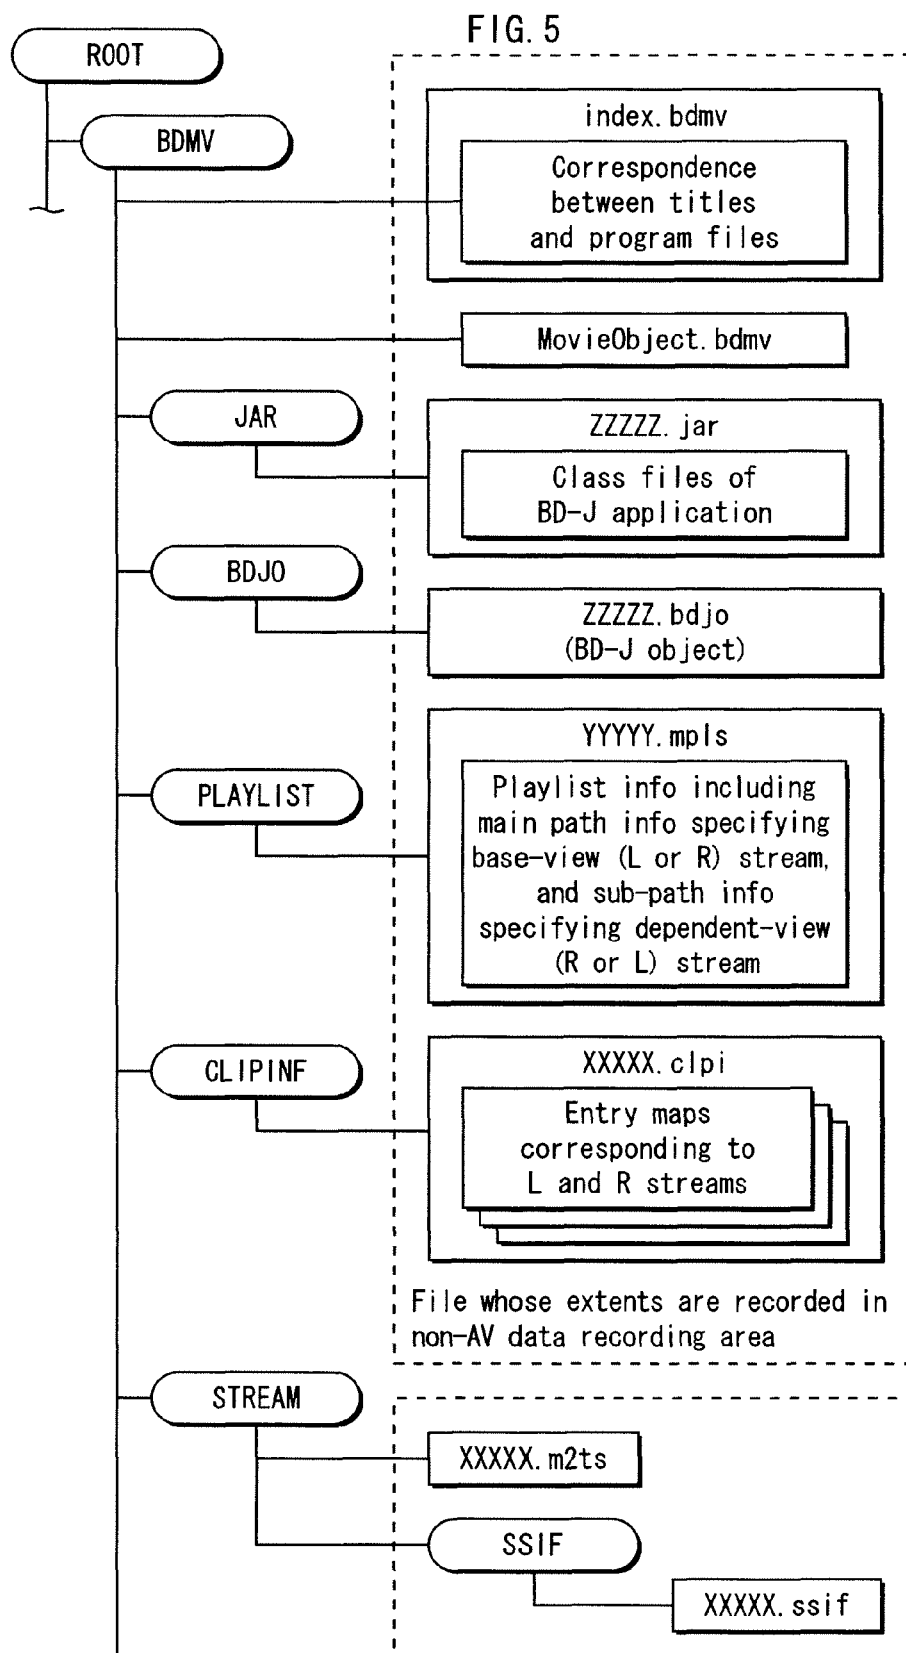 FIG. 5
ROOT
BDMV
index.bdmv
Correspondence
between titles
and program files
MovieObject.bdmv
JAR
ZZZZZ.jar
Class files of
BD-J application
BDJO
ZZZZZ.bdjo
(BD-J object)
PLAYLIST
YYYYY.mpls
Playlist info including
main path info specifying
base-view (L or R) stream,
and sub-path info
specifying dependent-view
(R or L) stream
CLIPINF
XXXXX.clpi
Entry maps
corresponding to
L and R streams
File whose extents are recorded in
non-AV data recording area
STREAM
XXXXX.m2ts
SSIF
XXXXX.ssif